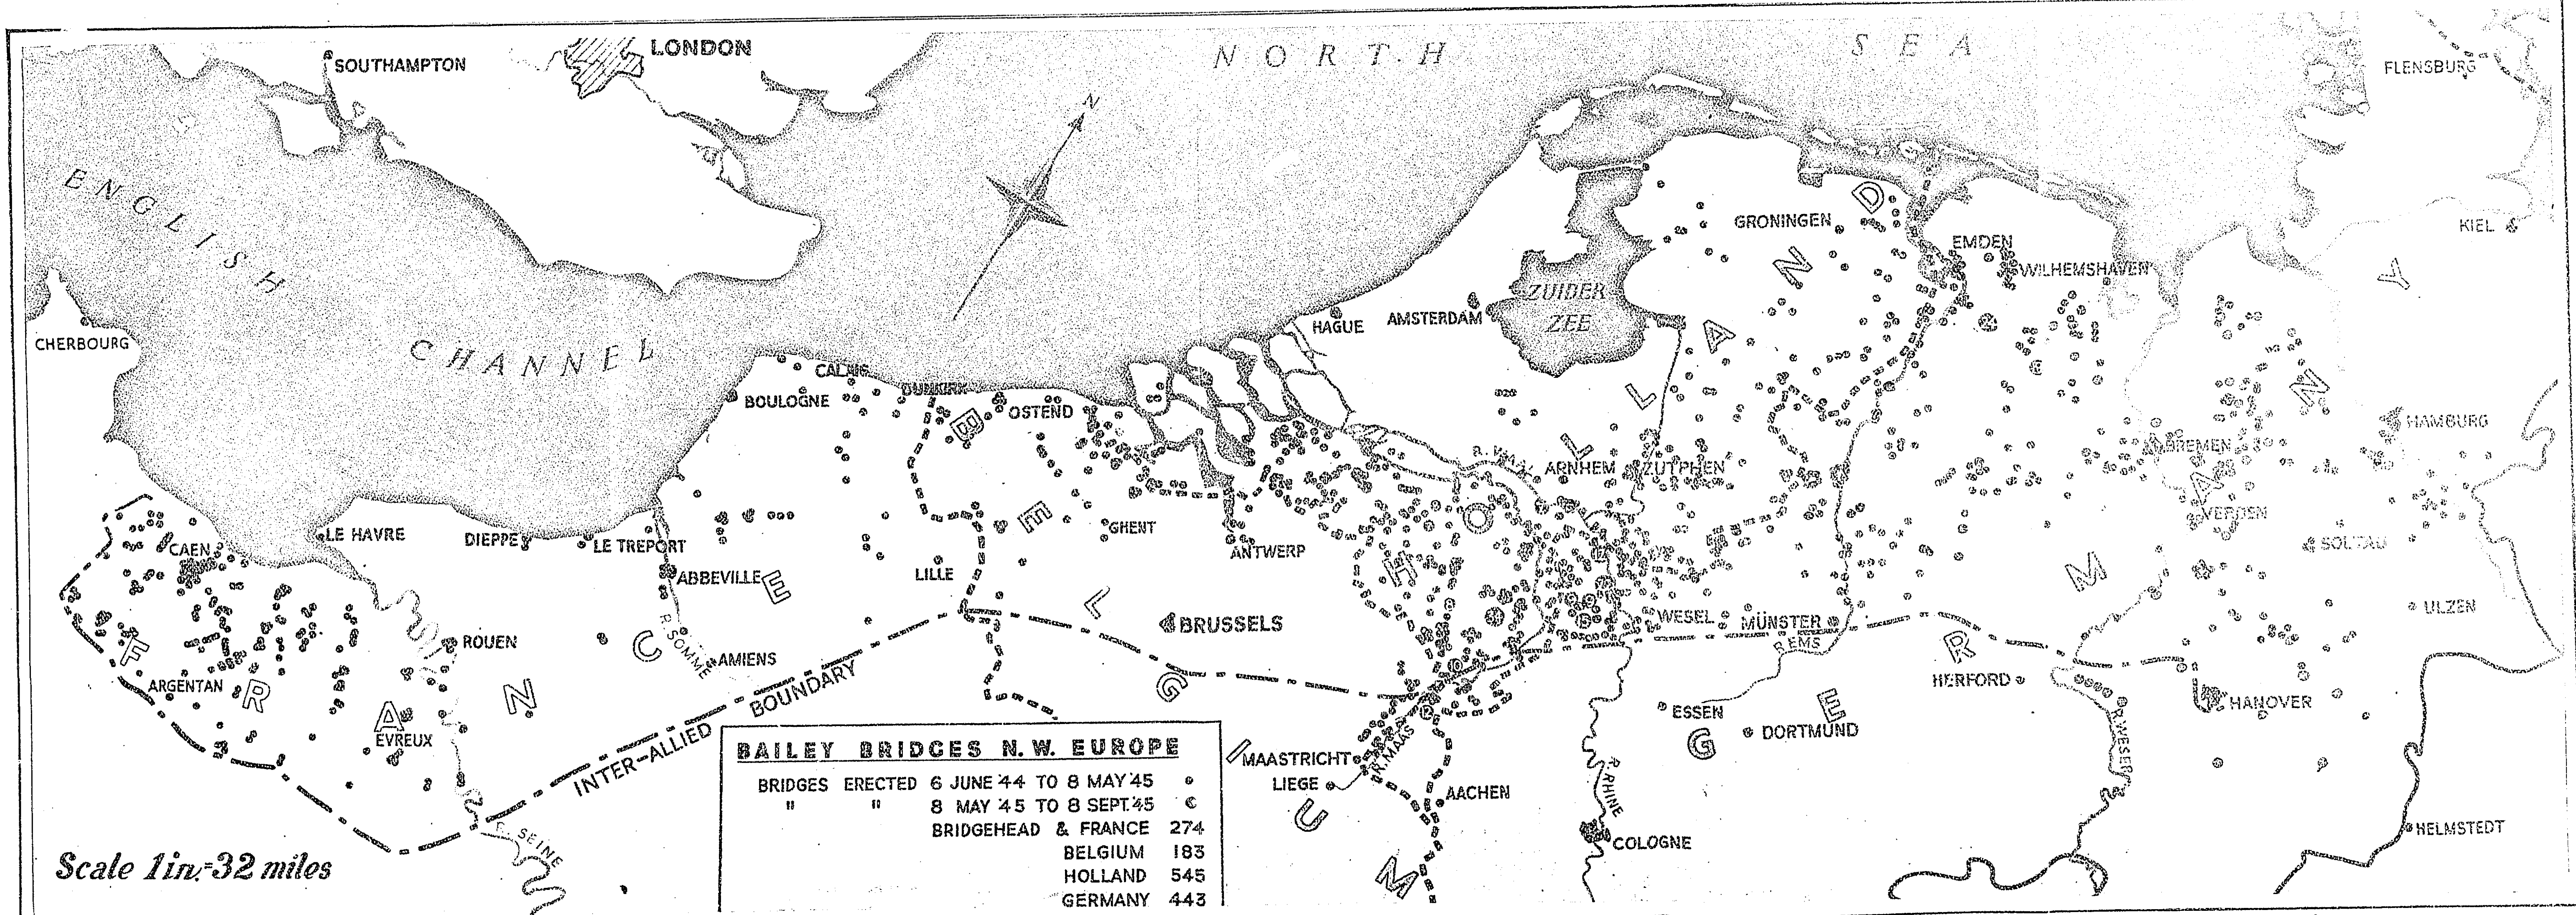 LONDON
SOUTHAMPTON
NORTH SEA
FLENSBURG
N
ENGLISH
CHANNEL
GRONINGEN
EMDEN
WILHEMSHAVEN
KIEL
ZUIDER
ZEE
HAGUE
AMSTERDAM
CHERBOURG
CALAIS
DUNKIRK
BOULOGNE
OSTEND
HAMBURG
BREMEN
R. WAAL
ARNHEM
ZUTPHEN
VERDEN
SOLTAU
LE HAVRE
DIEPPE
LE TREPORT
GHENT
ANTWERP
CAEN
ABBEVILLE
LILLE
BRUSSELS
WESEL
MÜNSTER
R. EMS
ULZEN
ROUEN
R. SOMME
AMIENS
ARGENTAN
HERFORD
HANOVER
EVREUX
ESSEN
DORTMUND
R. WESER
FRANCE
BELGIUM
HOLLAND
GERMANY
INTER-ALLIED BOUNDARY
MAASTRICHT
R. MAAS
LIEGE
AACHEN
R. RHINE
COLOGNE
HELMSTEDT
R. SEINE
Scale 1in.=32 miles
BAILEY BRIDGES N.W. EUROPE
BRIDGES ERECTED 6 JUNE '44 TO 8 MAY '45
" " 8 MAY '45 TO 8 SEPT. '45
BRIDGEHEAD & FRANCE 274
BELGIUM 183
HOLLAND 545
GERMANY 443